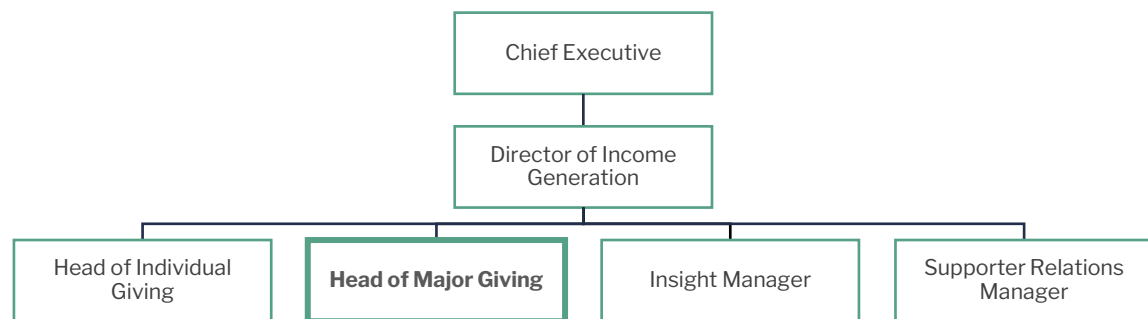 Chief Executive
Director of Income
Generation
Head of Individual
Giving
Head of Major Giving
Insight Manager
Supporter Relations
Manager